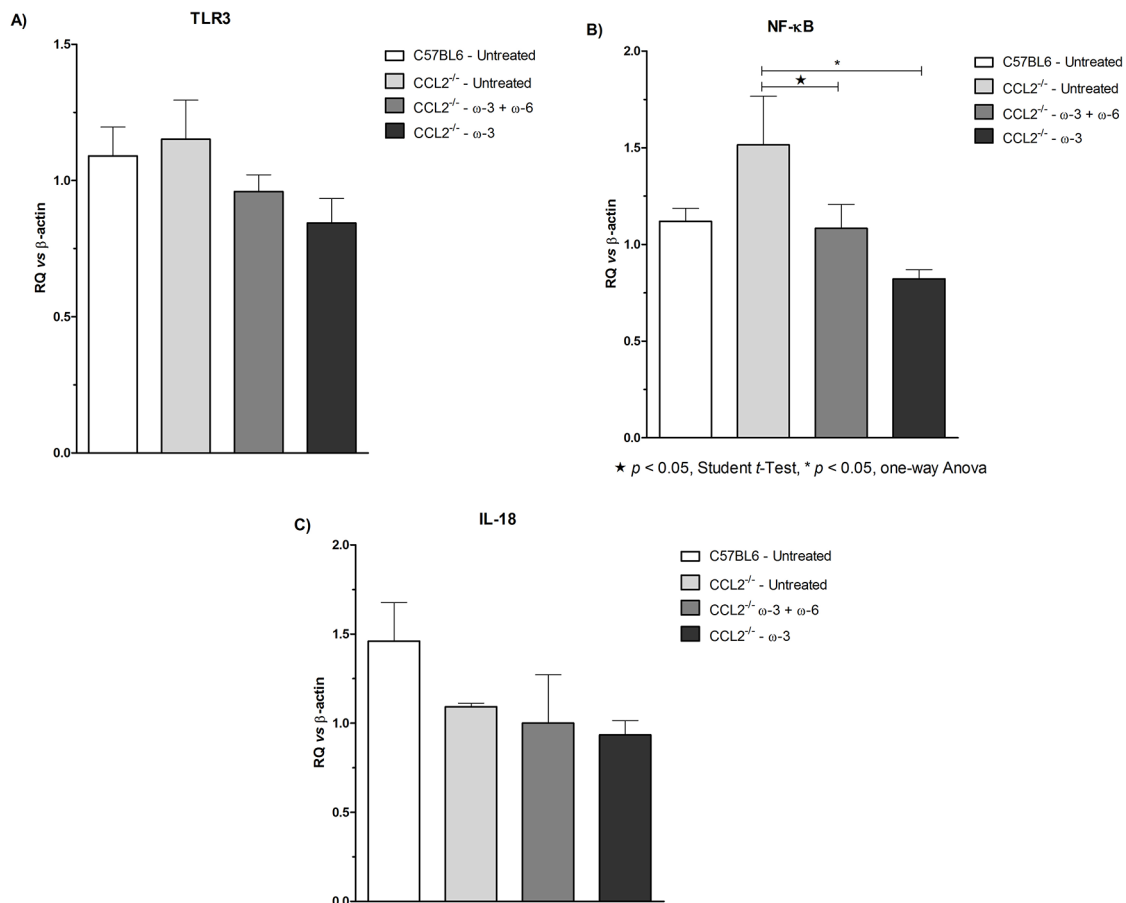 A)
TLR3
RQ vs β-actin
1.5
1.0
0.5
0.0
C57BL6 - Untreated
CCL2-/- - Untreated
CCL2-/- - ω-3 + ω-6
CCL2-/- - ω-3
B)
NF-κB
RQ vs β-actin
2.0
1.5
1.0
0.5
0.0
*
★
C57BL6 - Untreated
CCL2-/- - Untreated
CCL2-/- - ω-3 + ω-6
CCL2-/- - ω-3
★ p < 0.05, Student t-Test, * p < 0.05, one-way Anova
C)
IL-18
RQ vs β-actin
2.0
1.5
1.0
0.5
0.0
C57BL6 - Untreated
CCL2-/- - Untreated
CCL2-/- ω-3 + ω-6
CCL2-/- - ω-3